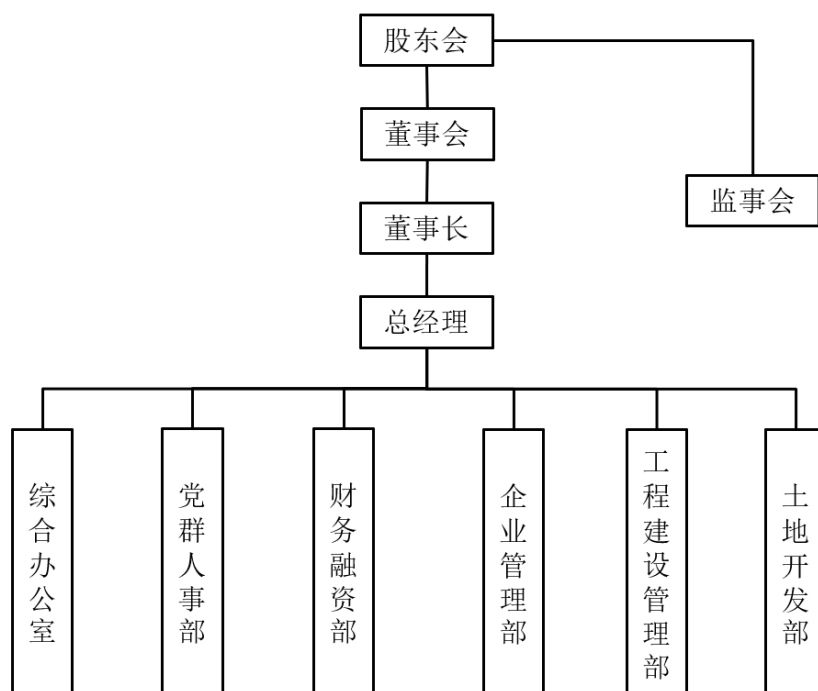 股东会
董事会
监事会
董事长
总经理
综合办公室
党群人事部
财务融资部
企业管理部
工程建设管理部
土地开发部